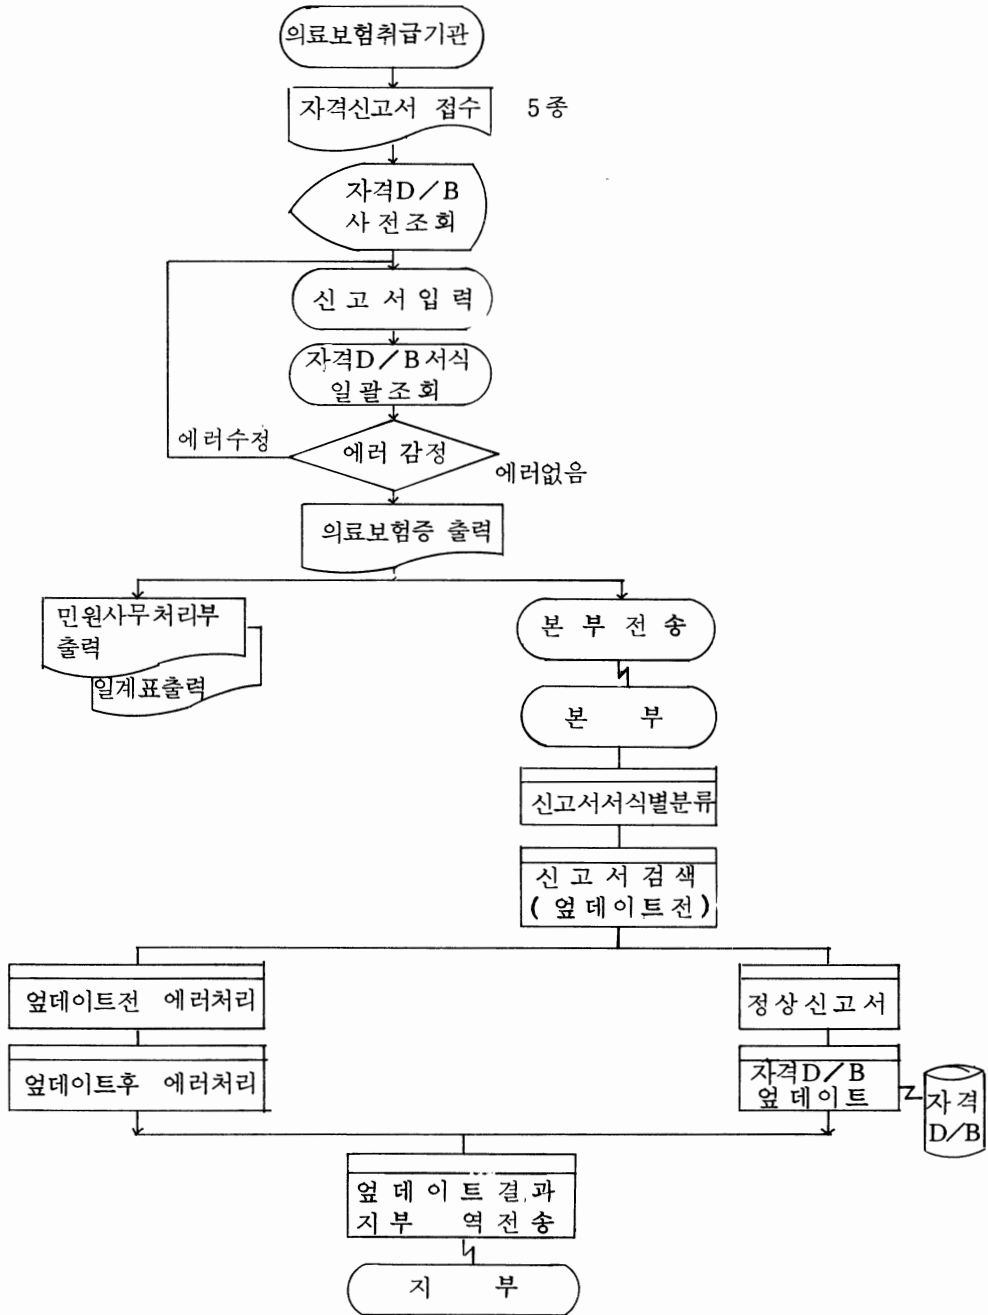 의료보험취급기관
자격신고서 접수 5종
자격D/B
사전조회
신고서입력
자격D/B서식
일괄조회
에러수정
에러 감정
에러없음
의료보험증 출력
민원사무처리부
출력
일계표출력
본부전송
본 부
신고서서식별분류
신고서검색
(엎데이트전)
엎데이트전 에러처리
엎데이트후 에러처리
정상신고서
자격D/B
엎데이트
자격
D/B
엎데이트결과
지부 역전송
지 부